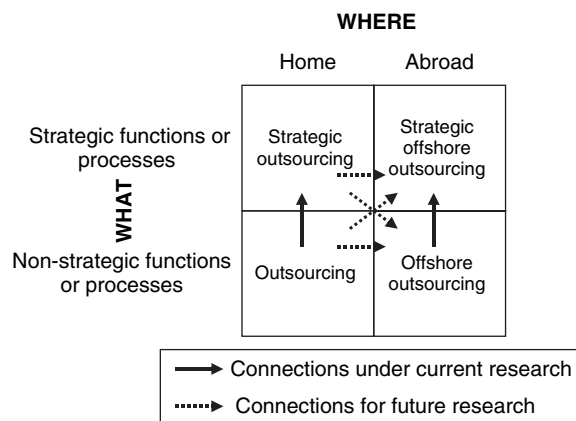 WHERE
Home Abroad
Strategic functions or
processes
WHAT
Non-strategic functions
or processes
Strategic
outsourcing
Strategic
offshore
outsourcing
Outsourcing
Offshore
outsourcing
Connections under current research
Connections for future research